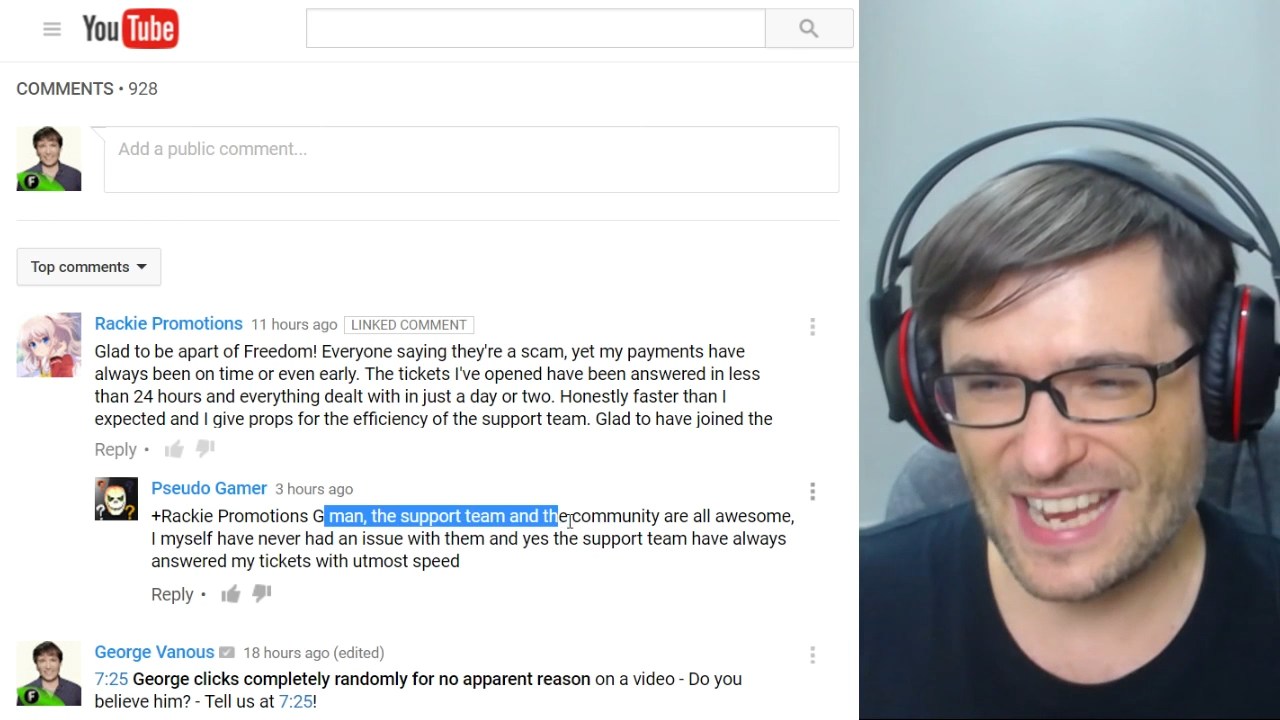 YouTube
COMMENTS • 928
Add a public comment...
Top comments
Rackie Promotions 11 hours ago LINKED COMMENT
Glad to be apart of Freedom! Everyone saying they're a scam, yet my payments have
always been on time or even early. The tickets I've opened have been answered in less
than 24 hours and everything dealt with in just a day or two. Honestly faster than I
expected and I give props for the efficiency of the support team. Glad to have joined the
Reply •
Pseudo Gamer 3 hours ago
+Rackie Promotions G man, the support team and the community are all awesome,
I myself have never had an issue with them and yes the support team have always
answered my tickets with utmost speed
Reply •
George Vanous 18 hours ago (edited)
7:25 George clicks completely randomly for no apparent reason on a video - Do you
believe him? - Tell us at 7:25!